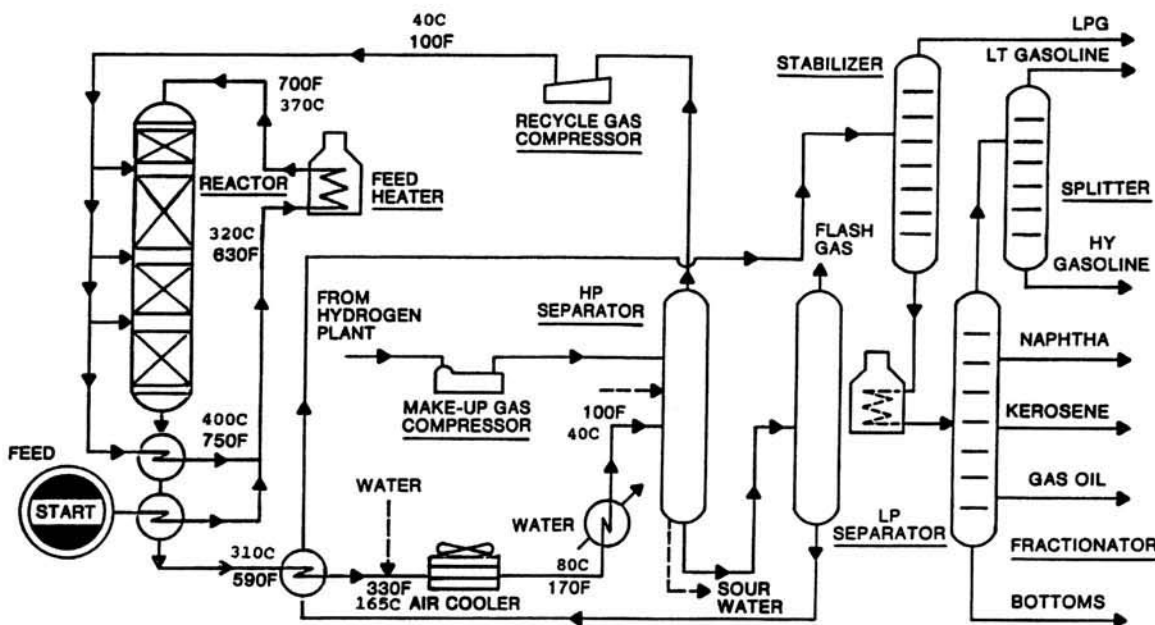 40C
100F
LPG
STABILIZER
LT GASOLINE
700F
370C
RECYCLE GAS
COMPRESSOR
REACTOR
FEED
HEATER
SPLITTER
320C
630F
FLASH
GAS
HY
GASOLINE
FROM
HYDROGEN
PLANT
HP SEPARATOR
NAPHTHA
MAKE-UP GAS
COMPRESSOR
100F
40C
KEROSENE
400C
750F
FEED
START
WATER
WATER
GAS OIL
LP
SEPARATOR
FRACTIONATOR
310C
590F
330F
165C
AIR COOLER
80C
170F
SOUR
WATER
BOTTOMS